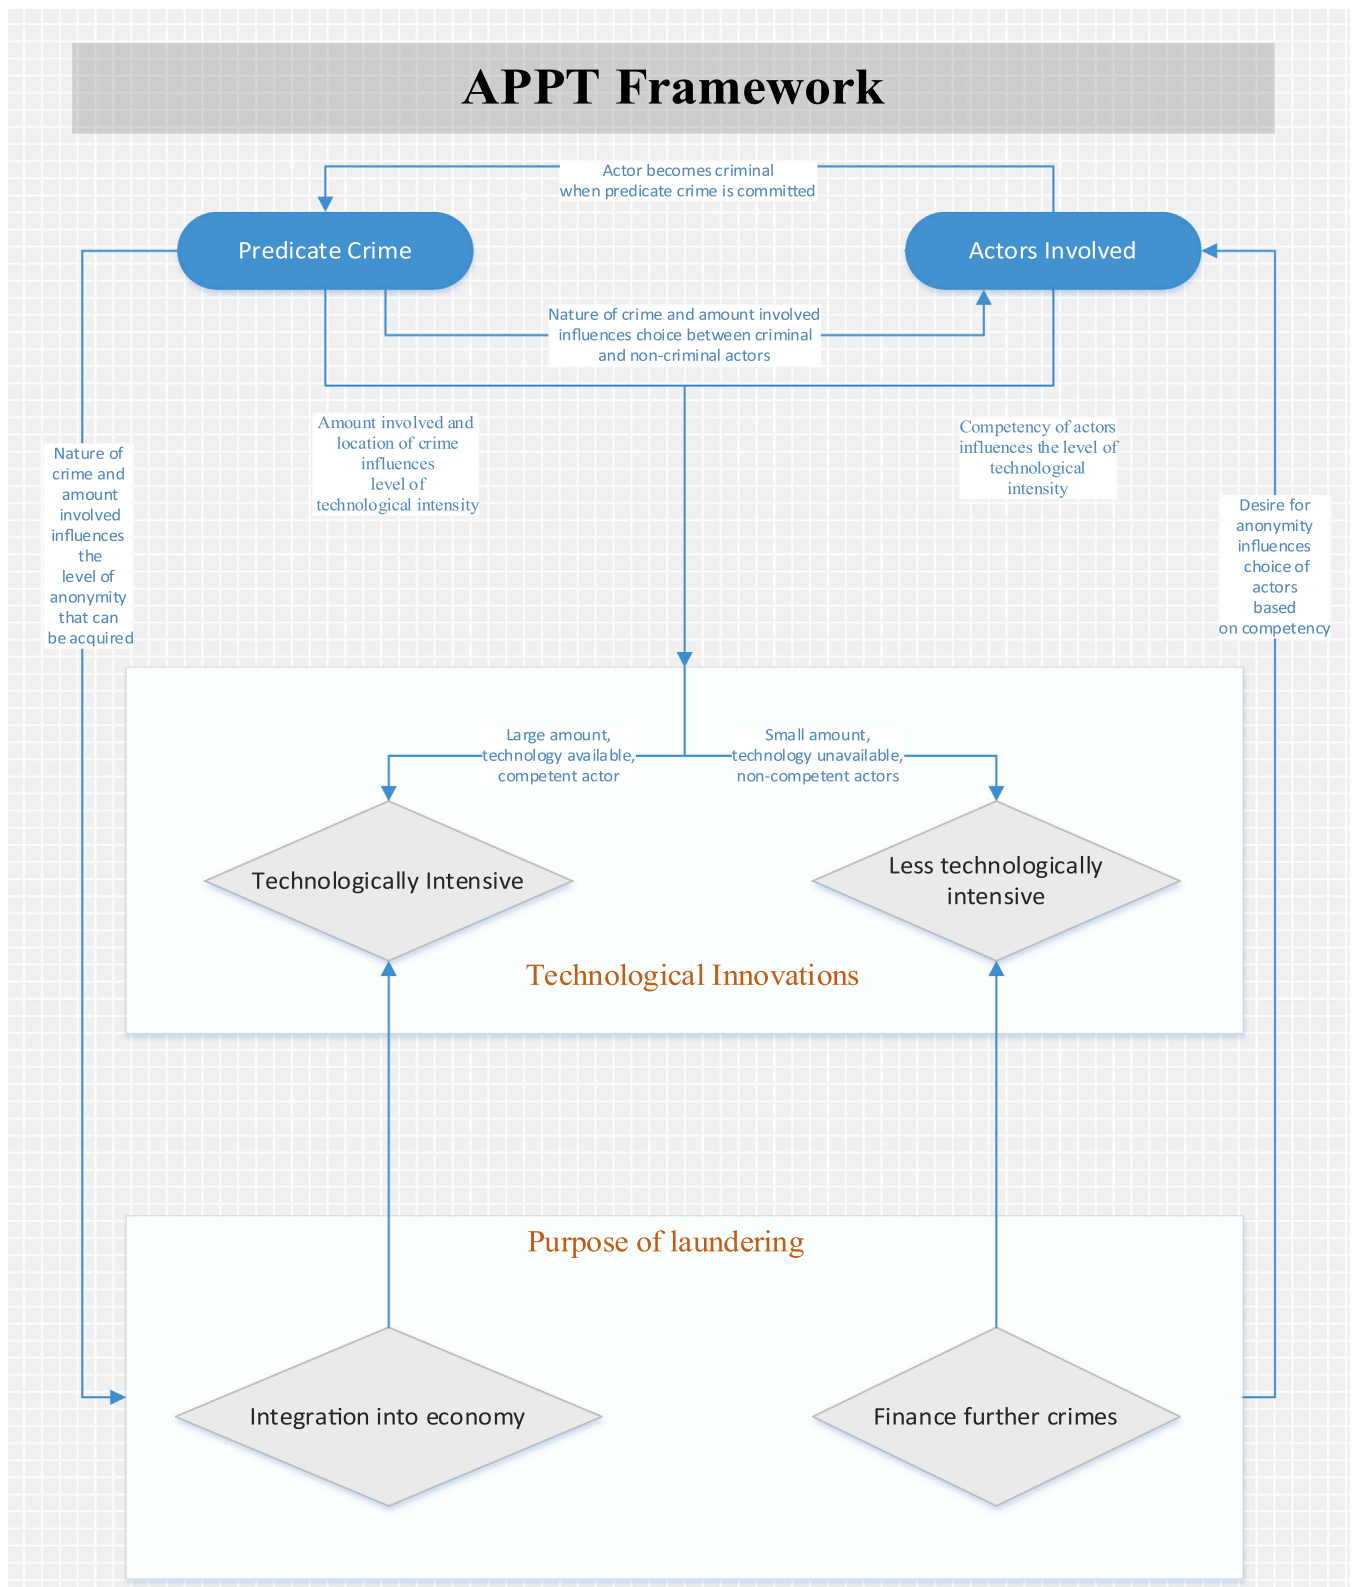 APPT Framework
Actor becomes criminal
when predicate crime is committed
Predicate Crime
Actors Involved
Nature of crime and amount involved
influences choice between criminal
and non-criminal actors
Amount involved and
location of crime
influences
level of
technological intensity
Competency of actors
influences the level of
technological
intensity
Nature of
crime and
amount
involved
influences
the
level of
anonymity
that can
be acquired
Desire for
anonymity
influences
choice of
actors
based
on competency
Large amount,
technology available,
competent actor
Small amount,
technology unavailable,
non-competent actors
Technologically Intensive
Less technologically
intensive
Technological Innovations
Purpose of laundering
Integration into economy
Finance further crimes